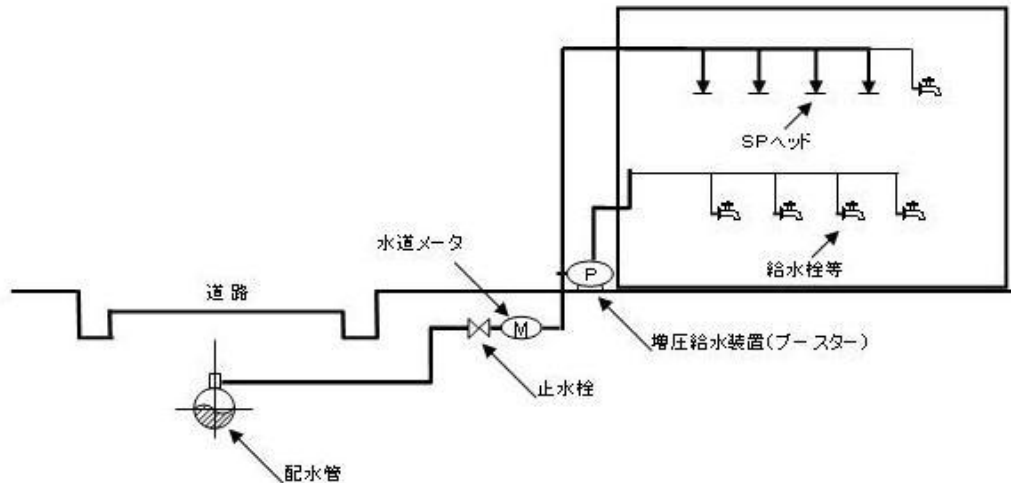 SPヘッド
水道メータ
給水栓等
P
道路
M
増圧給水装置(ブースター)
止水栓
配水管